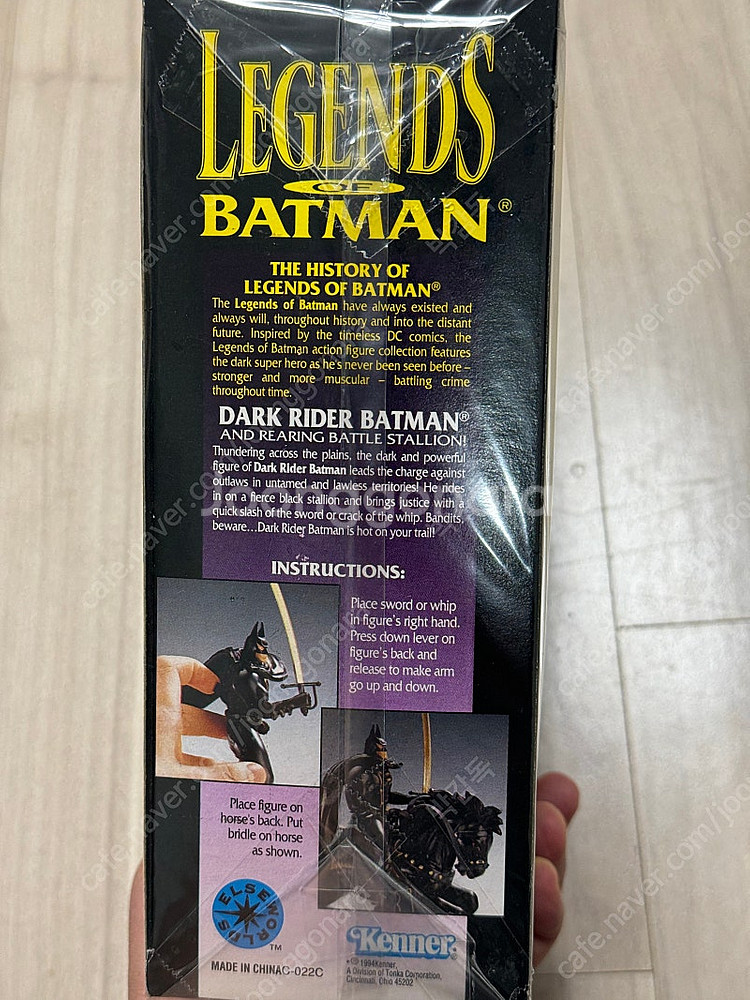 LEGENDS
OF
BATMAN®
THE HISTORY OF
LEGENDS OF BATMAN®
The Legends of Batman have always existed and
always will, throughout history and into the distant
future. Inspired by the timeless DC comics, the
Legends of Batman action figure collection features
the dark super hero as he's never been seen before –
stronger and more muscular – battling crime
throughout time.
DARK RIDER BATMAN®
AND REARING BATTLE STALLION!
Thundering across the plains, the dark and powerful
figure of Dark Rider Batman leads the charge against
outlaws in untamed and lawless territories! He rides
in on a fierce black stallion and brings justice with a
quick slash of the sword or crack of the whip. Bandits,
beware...Dark Rider Batman is hot on your trail!
INSTRUCTIONS:
Place sword or whip
in figure's right hand.
Press down lever on
figure's back and
release to make arm
go up and down.
Place figure on
horse's back. Put
bridle on horse
as shown.
ELSEWORLDS
TM
MADE IN CHINA
G-022C
Kenner
©1994Kenner,
A Division of Tonka Corporation,
Cincinnati, Ohio 45202
cafe.naver.com/joonggonara